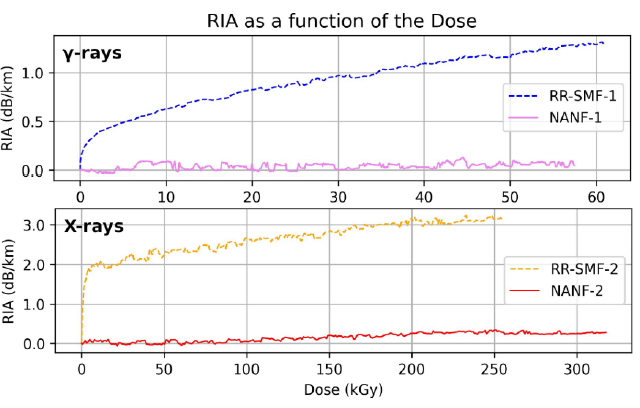 RIA as a function of the Dose
γ-rays
RIA (dB/km)
1.0
0.5
0.0
RR-SMF-1
NANF-1
0 10 20 30 40 50 60
X-rays
RIA (dB/km)
3.0
2.0
1.0
0.0
RR-SMF-2
NANF-2
0 50 100 150 200 250 300
Dose (kGy)